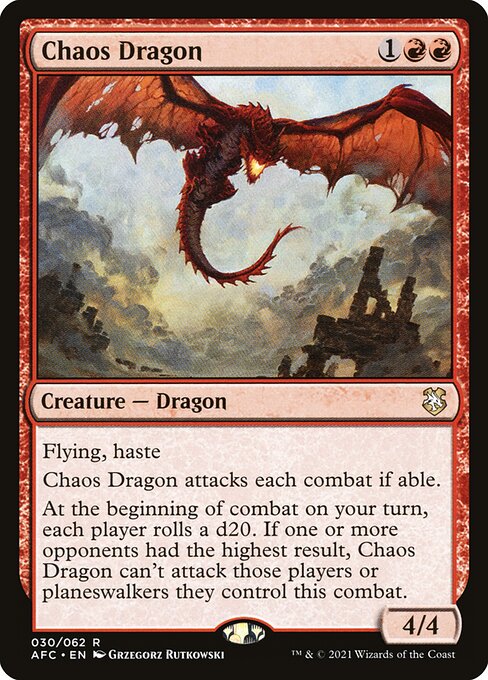 Chaos Dragon 1
Creature — Dragon
Flying, haste
Chaos Dragon attacks each combat if able.
At the beginning of combat on your turn,
each player rolls a d20. If one or more
opponents had the highest result, Chaos
Dragon can't attack those players or
planeswalkers they control this combat.
4/4
030/062 R
AFC • EN Grzegorz Rutkowski ™ & © 2021 Wizards of the Coast